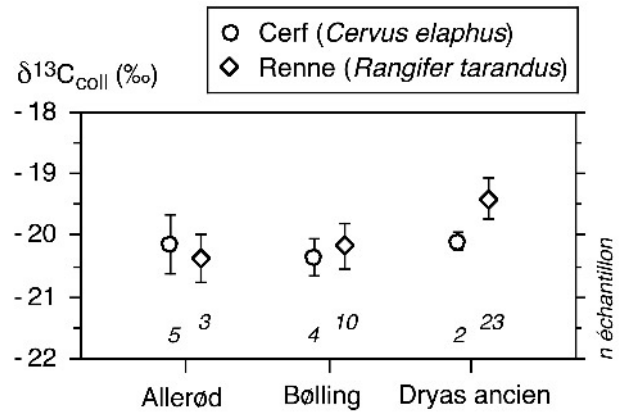 Cerf (Cervus elaphus)
Renne (Rangifer tarandus)
δ¹³C_coll (‰)
-18
-19
-20
-21
-22
5 3 4 10 2 23
Allerød Bølling Dryas ancien
n échantillon